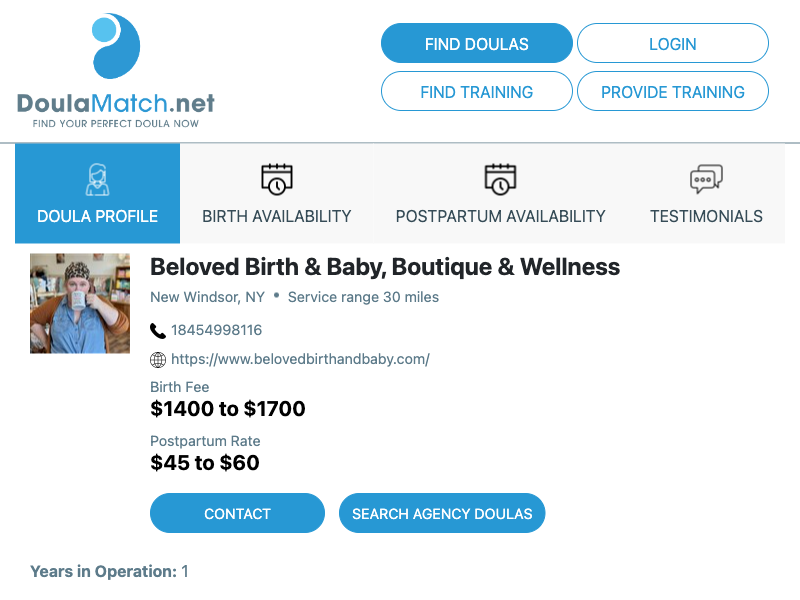 DoulaMatch.net
FIND YOUR PERFECT DOULA NOW
FIND DOULAS
LOGIN
FIND TRAINING
PROVIDE TRAINING
DOULA PROFILE
BIRTH AVAILABILITY
POSTPARTUM AVAILABILITY
TESTIMONIALS
Beloved Birth & Baby, Boutique & Wellness
New Windsor, NY • Service range 30 miles
18454998116
https://www.belovedbirthandbaby.com/
Birth Fee
$1400 to $1700
Postpartum Rate
$45 to $60
CONTACT
SEARCH AGENCY DOULAS
Years in Operation: 1